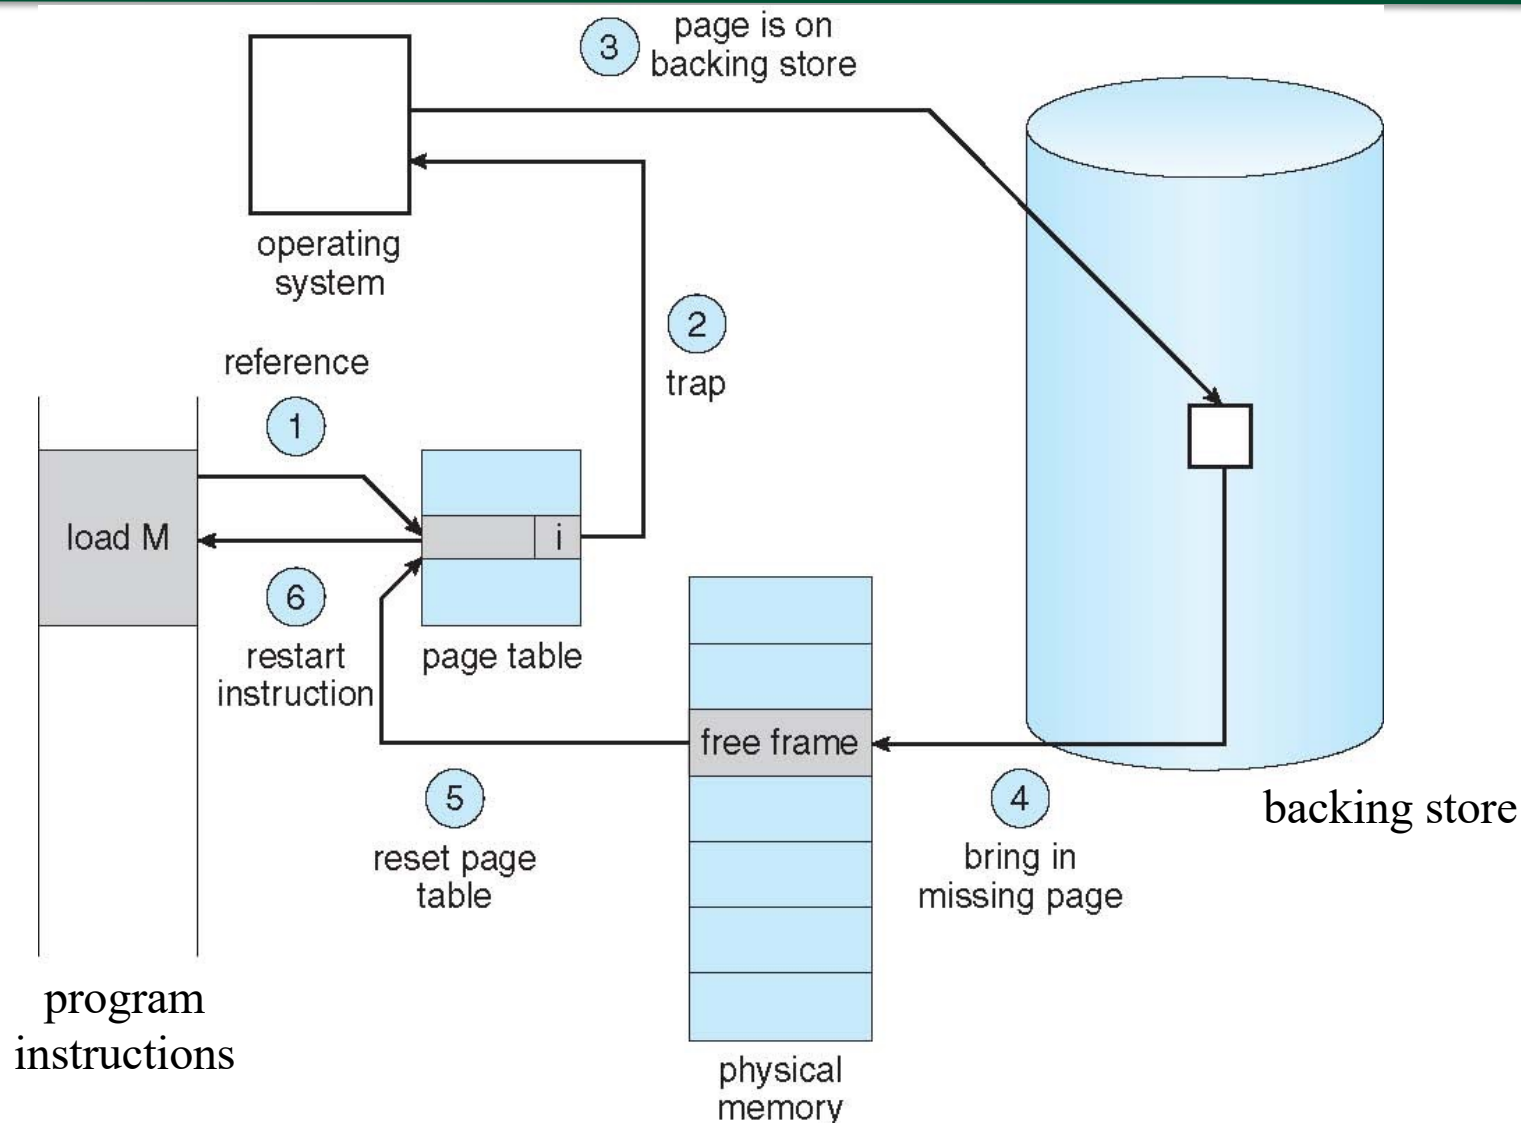 3
page is on
backing store
operating
system
2
trap
reference
1
load M
i
6
restart
instruction
page table
free frame
5
reset page
table
4
bring in
missing page
backing store
program
instructions
physical
memory